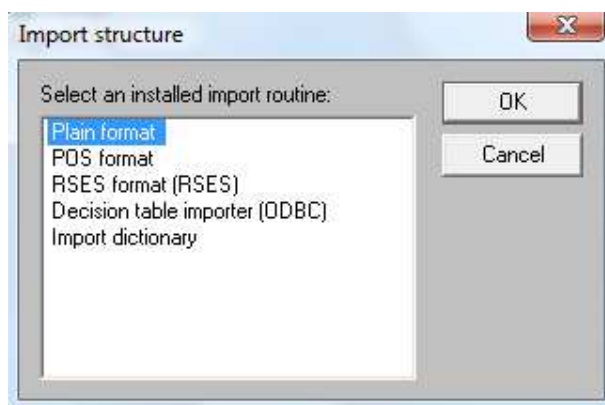 Import structure
Select an installed import routine:
OK
Plain format
POS format
Cancel
RSES format (RSES)
Decision table importer (ODBC)
Import dictionary